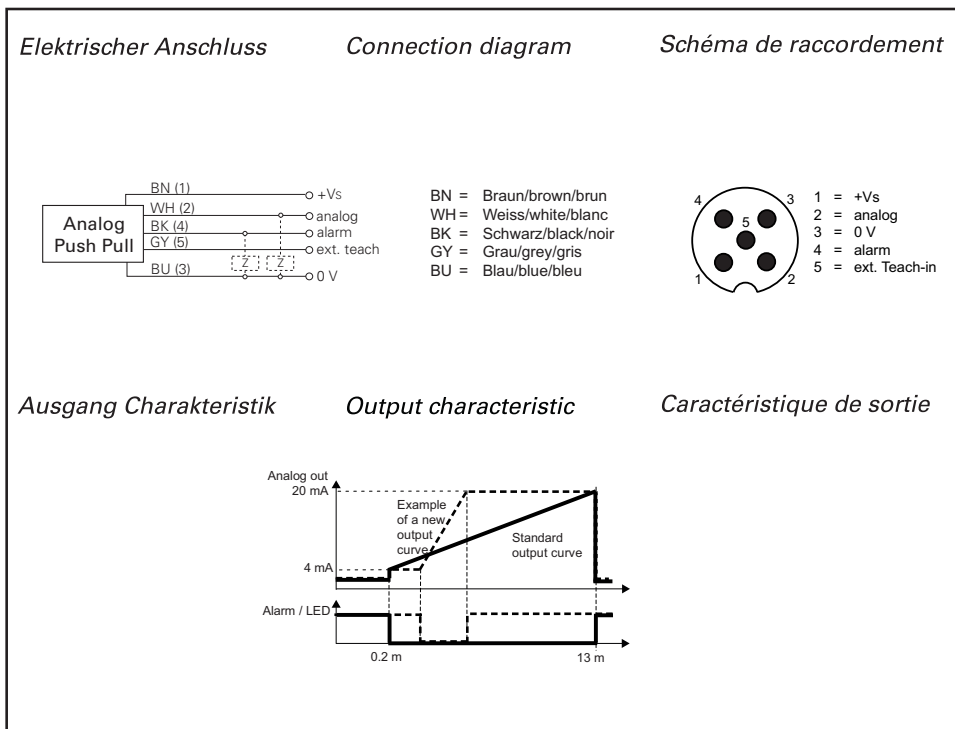 Elektrischer Anschluss
Connection diagram
Schéma de raccordement
Analog
Push Pull
BN (1)
WH (2)
BK (4)
GY (5)
BU (3)
+Vs
analog
alarm
ext. teach
0 V
Z
Z
BN = Braun/brown/brun
WH = Weiss/white/blanc
BK = Schwarz/black/noir
GY = Grau/grey/gris
BU = Blau/blue/bleu
4
3
5
1
2
1 = +Vs
2 = analog
3 = 0 V
4 = alarm
5 = ext. Teach-in
Ausgang Charakteristik
Output characteristic
Caractéristique de sortie
Analog out
20 mA
Example
of a new
output
curve
Standard
output curve
4 mA
Alarm / LED
0.2 m
13 m